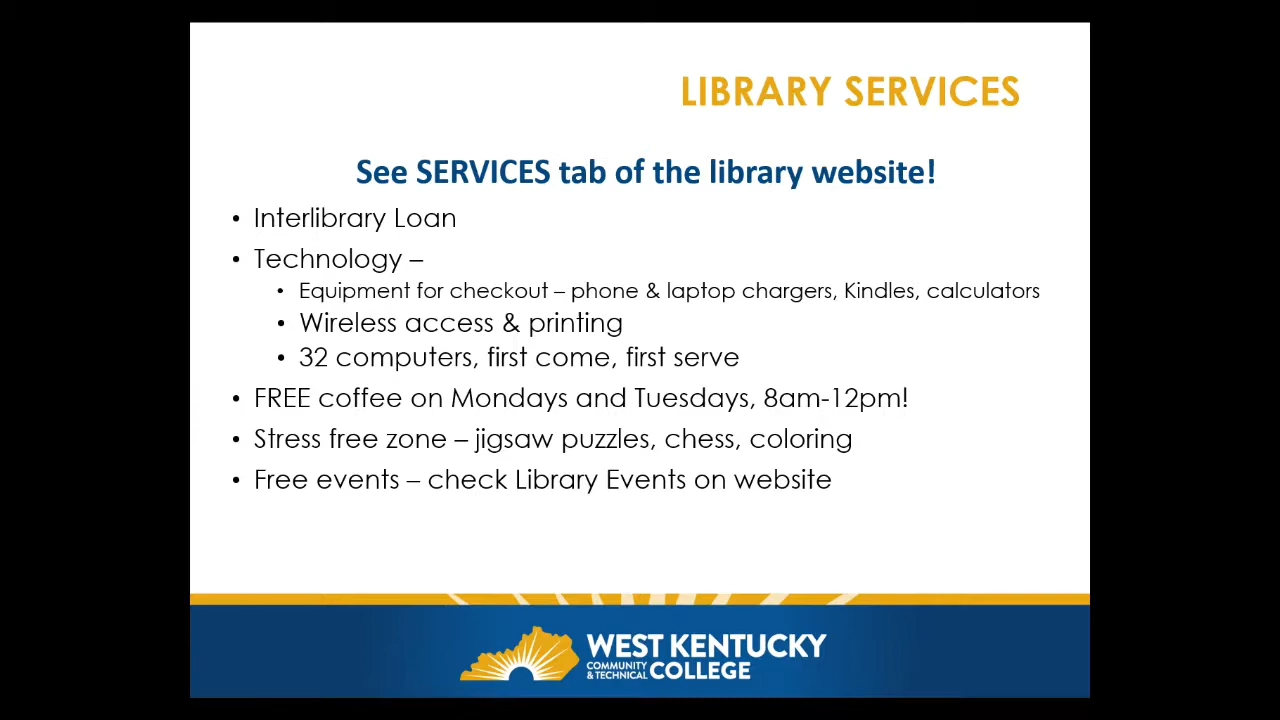 LIBRARY SERVICES
See SERVICES tab of the library website!
• Interlibrary Loan
• Technology –
• Equipment for checkout – phone & laptop chargers, Kindles, calculators
• Wireless access & printing
• 32 computers, first come, first serve
• FREE coffee on Mondays and Tuesdays, 8am-12pm!
• Stress free zone – jigsaw puzzles, chess, coloring
• Free events – check Library Events on website
WEST KENTUCKY
COMMUNITY & TECHNICAL COLLEGE